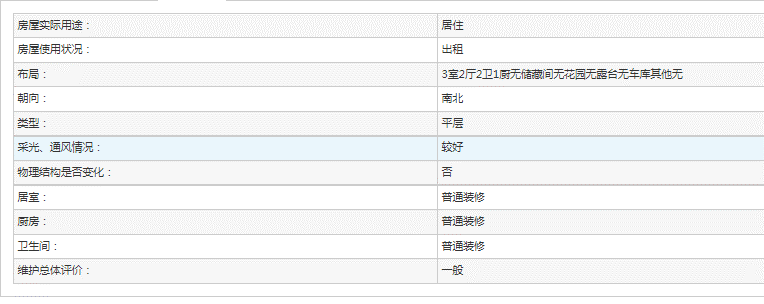 房屋实际用途： 居住
房屋使用状况： 出租
布局： 3室2厅2卫1厨无储藏间无花园无露台无车库其他无
朝向： 南北
类型： 平层
采光、通风情况： 较好
物理结构是否变化： 否
居室： 普通装修
厨房： 普通装修
卫生间： 普通装修
维护总体评价： 一般